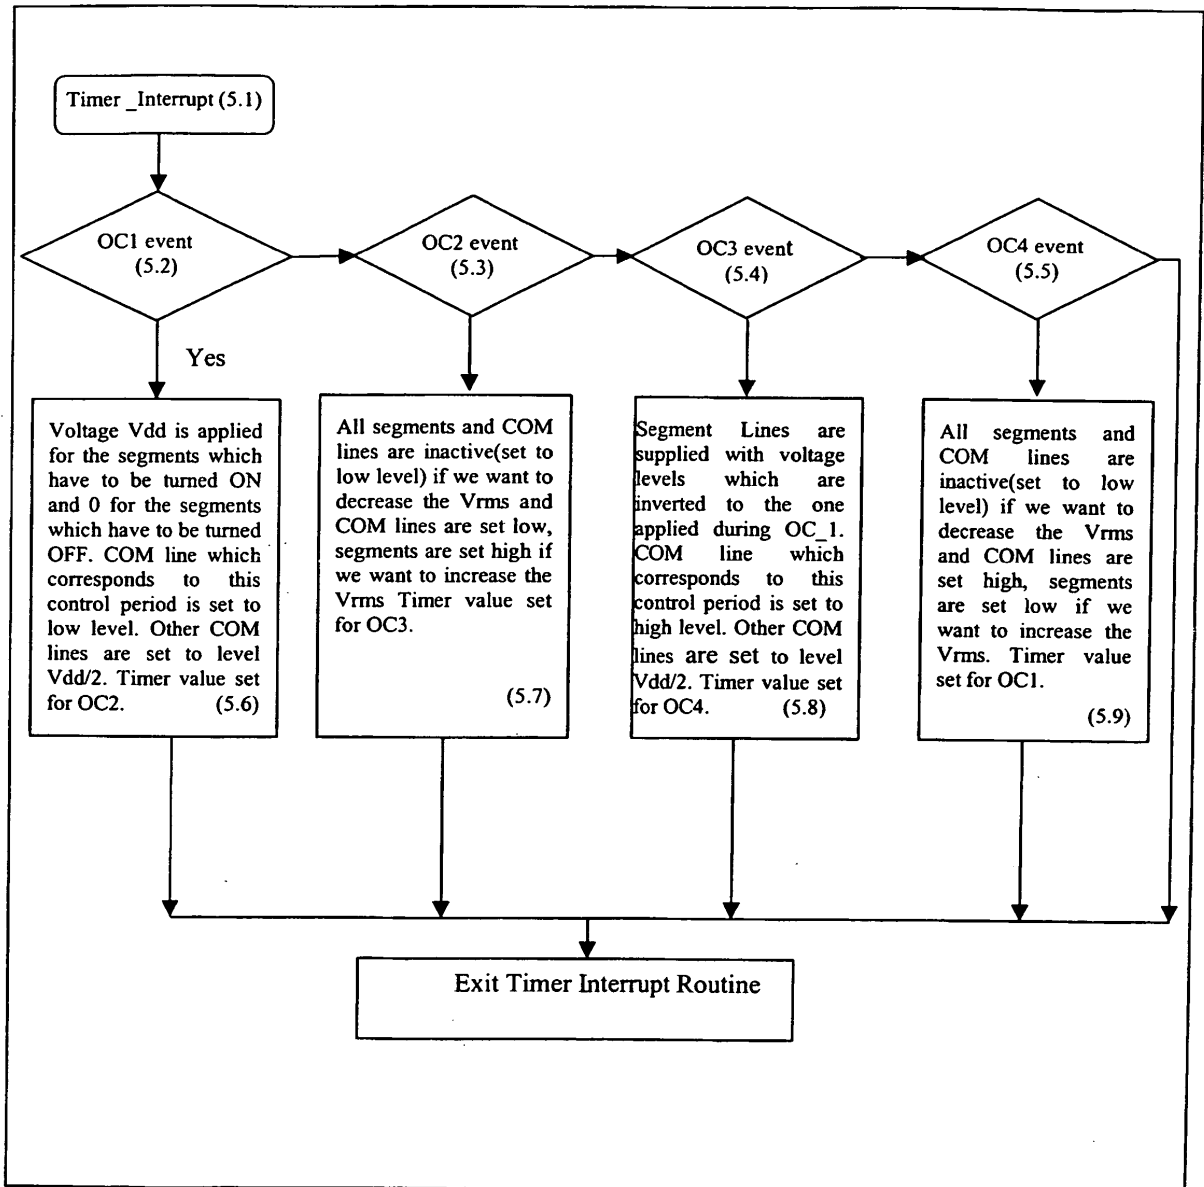 Timer _Interrupt (5.1)
OC1 event
(5.2)
OC2 event
(5.3)
OC3 event
(5.4)
OC4 event
(5.5)
Yes
Voltage Vdd is applied
for the segments which
have to be turned ON
and 0 for the segments
which have to be turned
OFF. COM line which
corresponds to this
control period is set to
low level. Other COM
lines are set to level
Vdd/2. Timer value set
for OC2. (5.6)
All segments and COM
lines are inactive(set to
low level) if we want to
decrease the Vrms and
COM lines are set low,
segments are set high if
we want to increase the
Vrms Timer value set
for OC3.
(5.7)
Segment Lines are
supplied with voltage
levels which are
inverted to the one
applied during OC_1.
COM line which
corresponds to this
control period is set to
high level. Other COM
lines are set to level
Vdd/2. Timer value set
for OC4. (5.8)
All segments and
COM lines are
inactive(set to low
level) if we want to
decrease the Vrms
and COM lines are
set high, segments
are set low if we
want to increase the
Vrms. Timer value
set for OC1.
(5.9)
Exit Timer Interrupt Routine